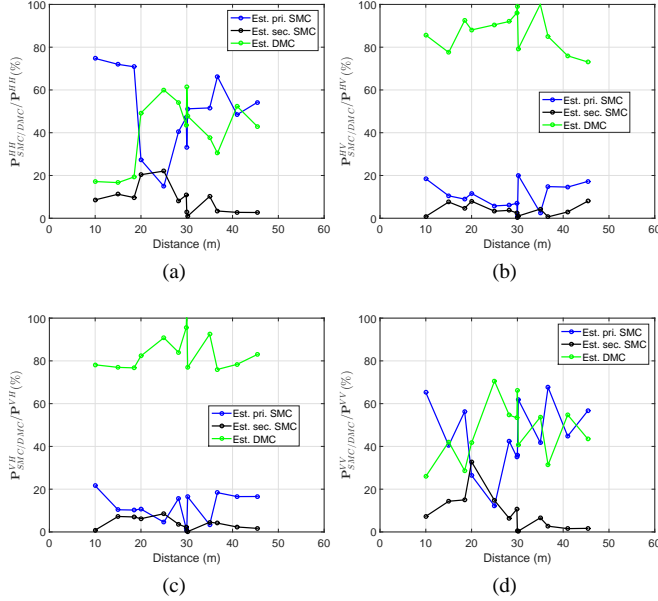 100
80
60
40
20
0
P^{HH}_{SMC/DMC}/P^{HH}(%)
Est. pri. SMC
Est. sec. SMC
Est. DMC
0 10 20 30 40 50 60
Distance (m)
(a)
100
80
60
40
20
0
P^{HV}_{SMC/DMC}/P^{HV}(%)
Est. pri. SMC
Est. sec. SMC
Est. DMC
0 10 20 30 40 50 60
Distance (m)
(b)
100
80
60
40
20
0
P^{VH}_{SMC/DMC}/P^{VH}(%)
Est. pri. SMC
Est. sec. SMC
Est. DMC
0 10 20 30 40 50 60
Distance (m)
(c)
100
80
60
40
20
0
P^{VV}_{SMC/DMC}/P^{VV}(%)
Est. pri. SMC
Est. sec. SMC
Est. DMC
0 10 20 30 40 50 60
Distance (m)
(d)